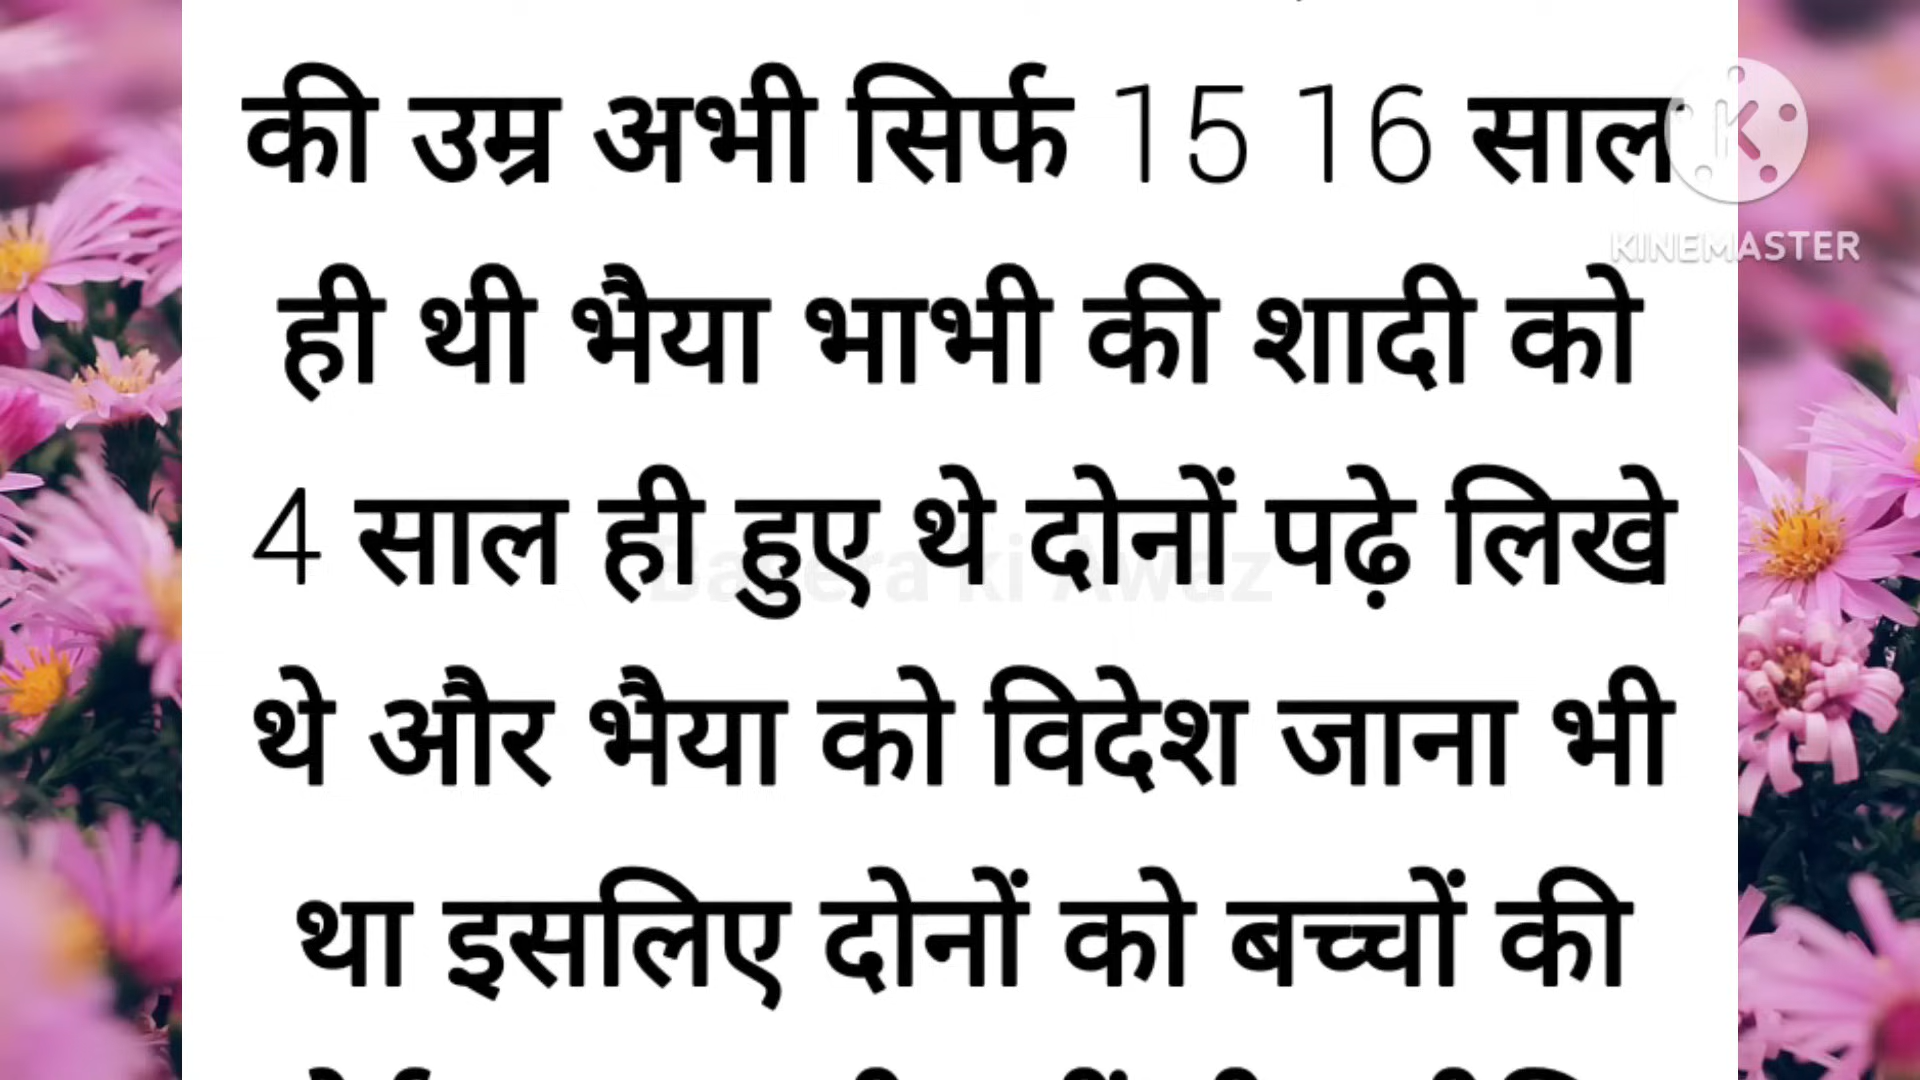 की उम्र अभी सिर्फ 15 16 साल
KINEMASTER
ही थी भैया भाभी की शादी को
4 साल ही हुए थे दोनों पढ़े लिखे
थे और भैया को विदेश जाना भी
था इसलिए दोनों को बच्चों की